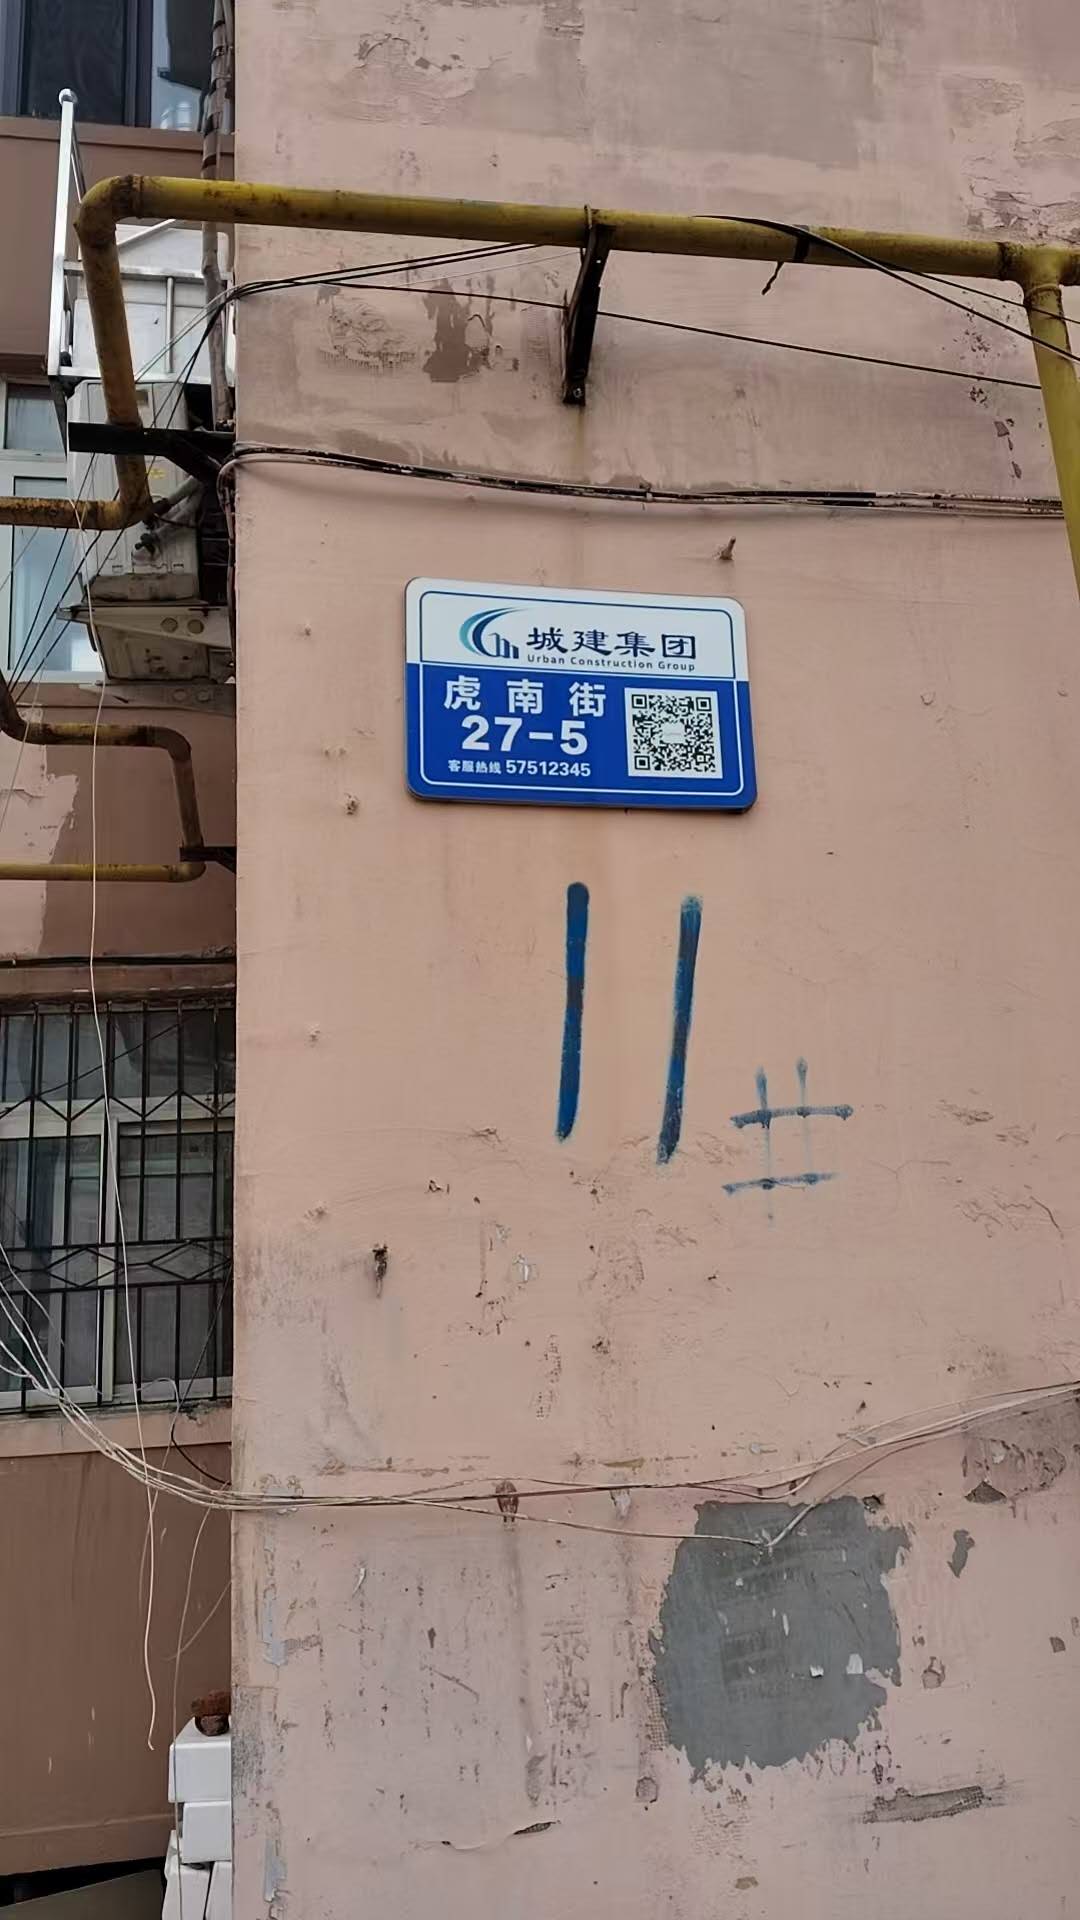 城建集团
Urban Construction Group
虎南街
27-5
客服热线 57512345
11#